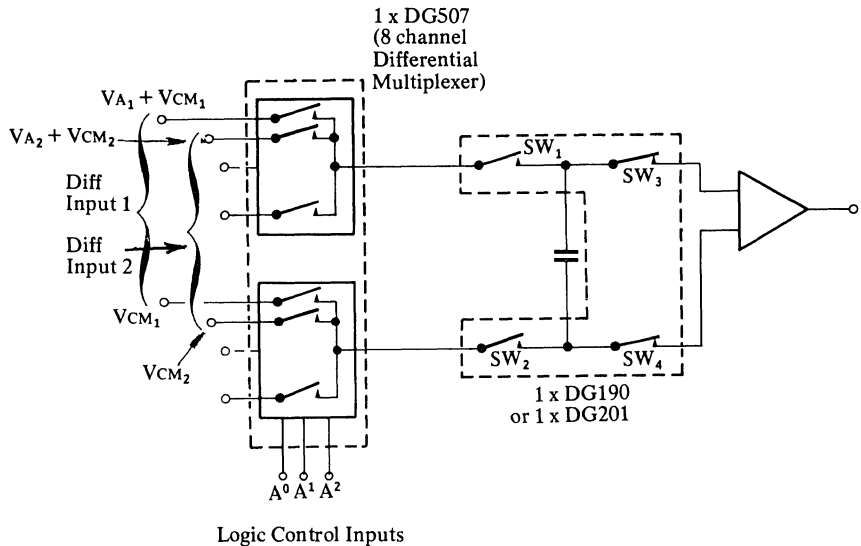 1 x DG507
(8 channel
Differential
Multiplexer)
VA1 + VCM1
VA2 + VCM2
Diff
Input 1
Diff
Input 2
VCM1
VCM2
SW1
SW3
SW2
SW4
1 x DG190
or 1 x DG201
A⁰ A¹ A²
Logic Control Inputs